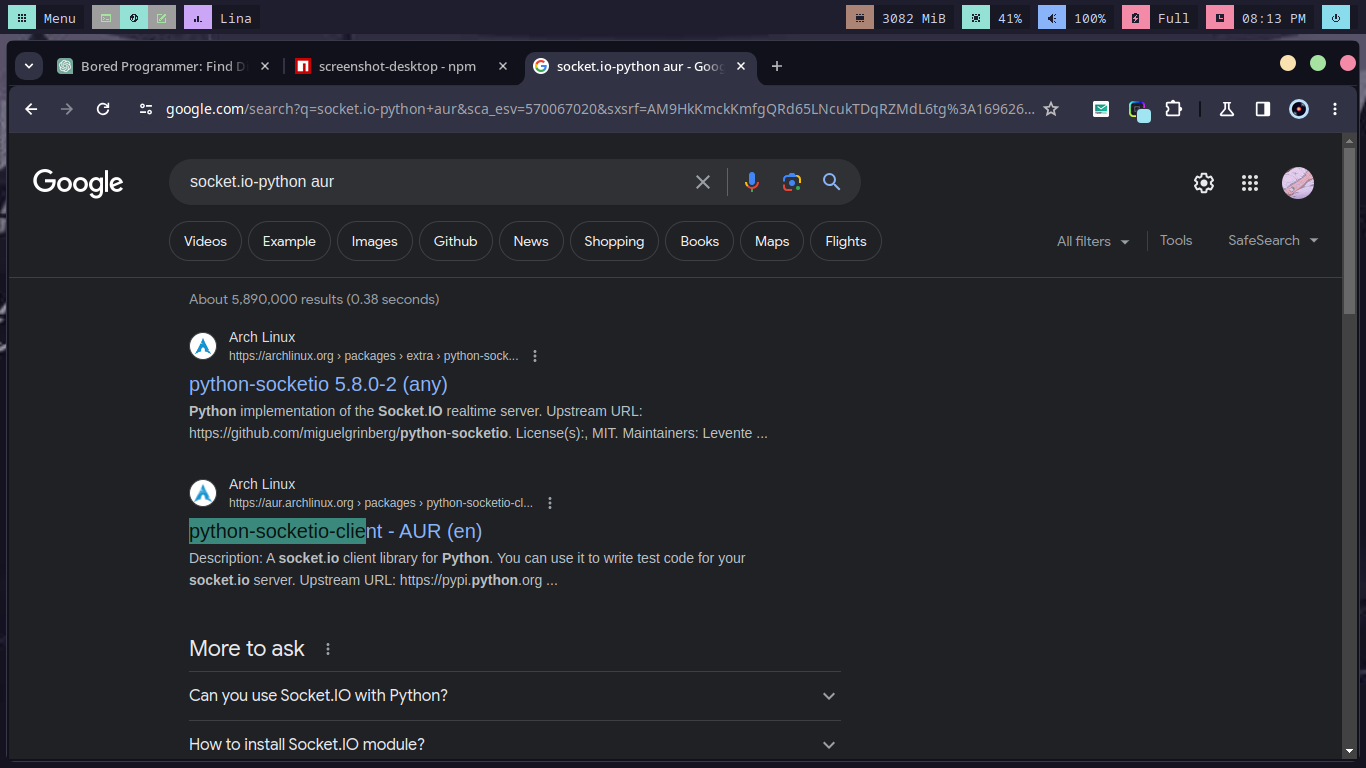 Menu
Lina
3082 MiB
41%
100%
Full
08:13 PM
Bored Programmer: Find D
screenshot-desktop - npm
socket.io-python aur - Goo
google.com/search?q=socket.io-python+aur&sca_esv=570067020&sxsrf=AM9HkKmckKmfgQRd65LNcukTDqRZMdL6tg%3A169626...
Google
socket.io-python aur
Videos
Example
Images
Github
News
Shopping
Books
Maps
Flights
All filters
Tools
SafeSearch
About 5,890,000 results (0.38 seconds)
Arch Linux
https://archlinux.org › packages › extra › python-sock...
python-socketio 5.8.0-2 (any)
Python implementation of the Socket.IO realtime server. Upstream URL:
https://github.com/miguelgrinberg/python-socketio. License(s):, MIT. Maintainers: Levente ...
Arch Linux
https://aur.archlinux.org › packages › python-socketio-cl...
python-socketio-client - AUR (en)
Description: A socket.io client library for Python. You can use it to write test code for your
socket.io server. Upstream URL: https://pypi.python.org ...
More to ask
Can you use Socket.IO with Python?
How to install Socket.IO module?